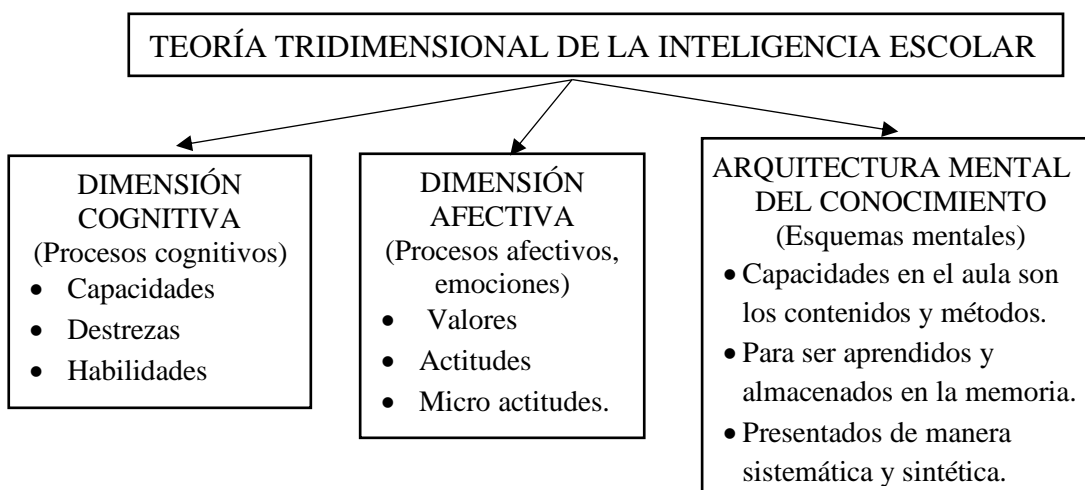 TEORÍA TRIDIMENSIONAL DE LA INTELIGENCIA ESCOLAR
DIMENSIÓN
COGNITIVA
(Procesos cognitivos)
• Capacidades
• Destrezas
• Habilidades
DIMENSIÓN
AFECTIVA
(Procesos afectivos,
emociones)
• Valores
• Actitudes
• Micro actitudes.
ARQUITECTURA MENTAL
DEL CONOCIMIENTO
(Esquemas mentales)
• Capacidades en el aula son
los contenidos y métodos.
• Para ser aprendidos y
almacenados en la memoria.
• Presentados de manera
sistemática y sintética.